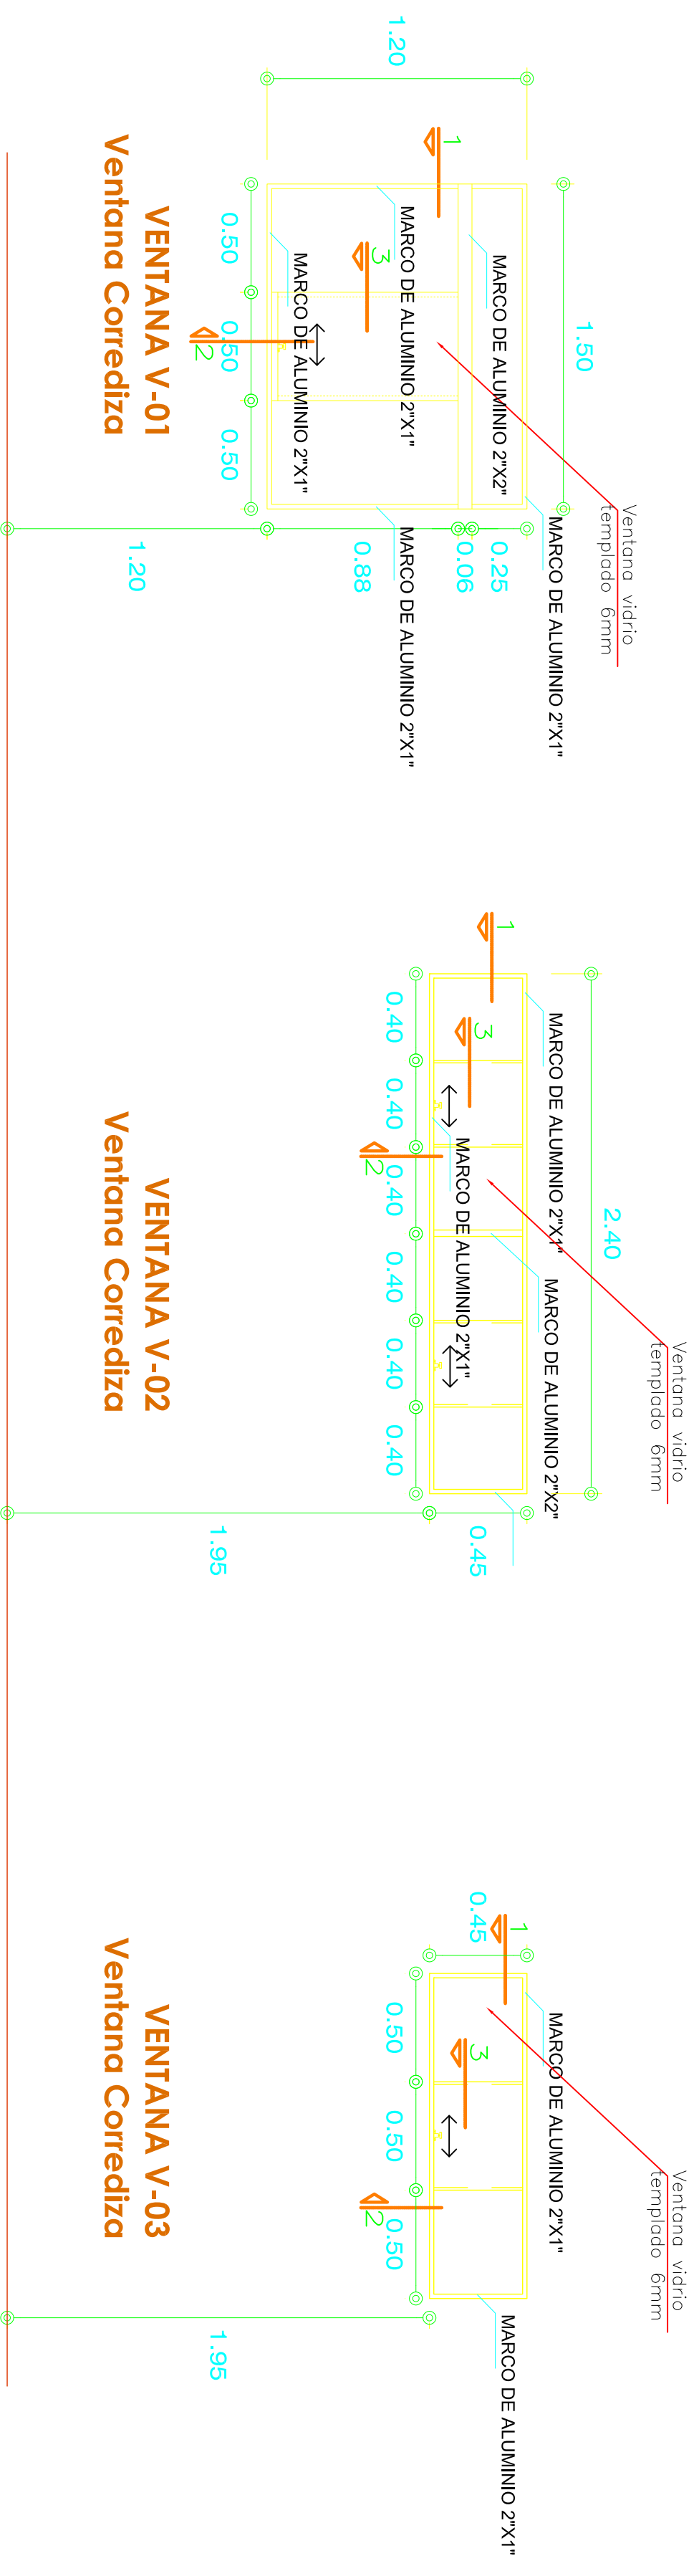 1.20
1.50
Ventana vidrio
templado 6mm
1
MARCO DE ALUMINIO 2"X1"
MARCO DE ALUMINIO 2"X2"
0.25
0.06
MARCO DE ALUMINIO 2"X1"
3
MARCO DE ALUMINIO 2"X1"
0.88
MARCO DE ALUMINIO 2"X1"
x
0.50
0.50
0.50
2
1.20
VENTANA V-01
Ventana Corrediza
Ventana vidrio
templado 6mm
2.40
MARCO DE ALUMINIO 2"X1"
MARCO DE ALUMINIO 2"X2"
1
3
0.45
MARCO DE ALUMINIO 2"X1"
x
x
0.40
0.40
0.40
0.40
0.40
0.40
2
1.95
VENTANA V-02
Ventana Corrediza
Ventana vidrio
templado 6mm
MARCO DE ALUMINIO 2"X1"
1
0.45
3
MARCO DE ALUMINIO 2"X1"
x
0.50
0.50
0.50
2
1.95
VENTANA V-03
Ventana Corrediza